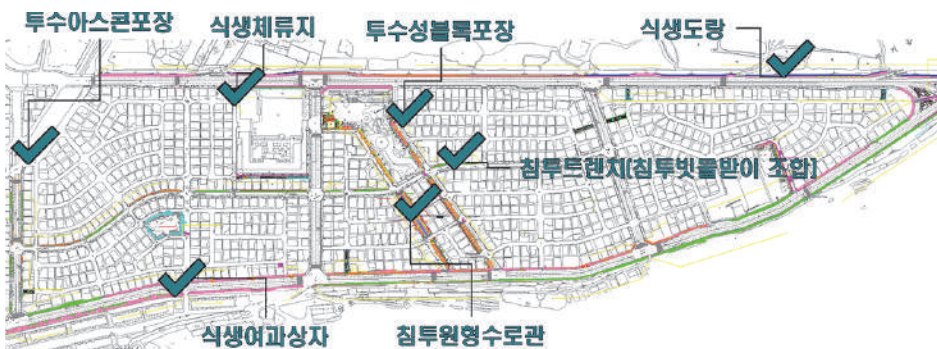 투수아스콘포장
식생체류지
투수성블록포장
식생도랑
침투트렌치(침투빗물받이 조합)
식생여과상자
침투원형수로관